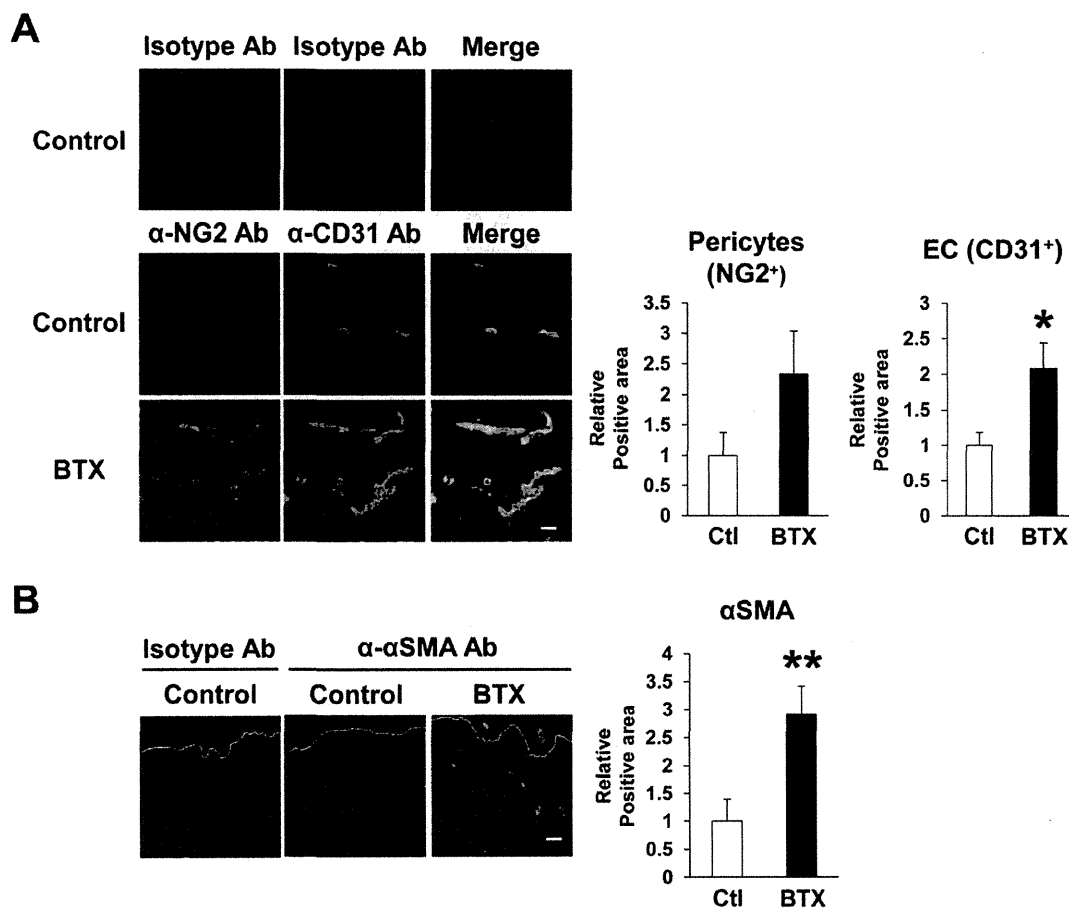 A
Isotype Ab Isotype Ab Merge
Control
α-NG2 Ab α-CD31 Ab Merge
Control
BTX
Pericytes
(NG2+)
Relative
Positive area
3.5
3
2.5
2
1.5
1
0.5
0
Ctl BTX
EC (CD31+)
*
Relative
Positive area
3
2.5
2
1.5
1
0.5
0
Ctl BTX
B
Isotype Ab α-αSMA Ab
Control Control BTX
αSMA
**
Relative
Positive area
4
3.5
3
2.5
2
1.5
1
0.5
0
Ctl BTX